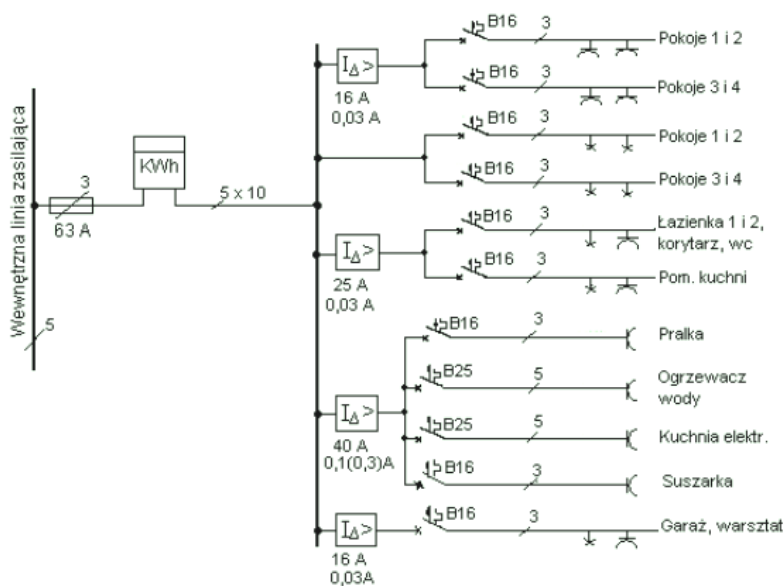 Wewnętrzna linia zasilająca
5
3
63 A
KWh
5 x 10
I∆>
16 A
0,03 A
B16
3
Pokoje 1 i 2
B16
3
Pokoje 3 i 4
B16
3
Pokoje 1 i 2
B16
3
Pokoje 3 i 4
I∆>
25 A
0,03 A
B16
3
Łazienka 1 i 2,
korytarz, wc
B16
3
Pom. kuchni
I∆>
40 A
0,1(0,3)A
B16
3
Pralka
B25
5
Ogrzewacz
wody
B25
5
Kuchnia elektr.
B16
3
Suszarka
I∆>
16 A
0,03A
B16
3
Garaż, warsztat